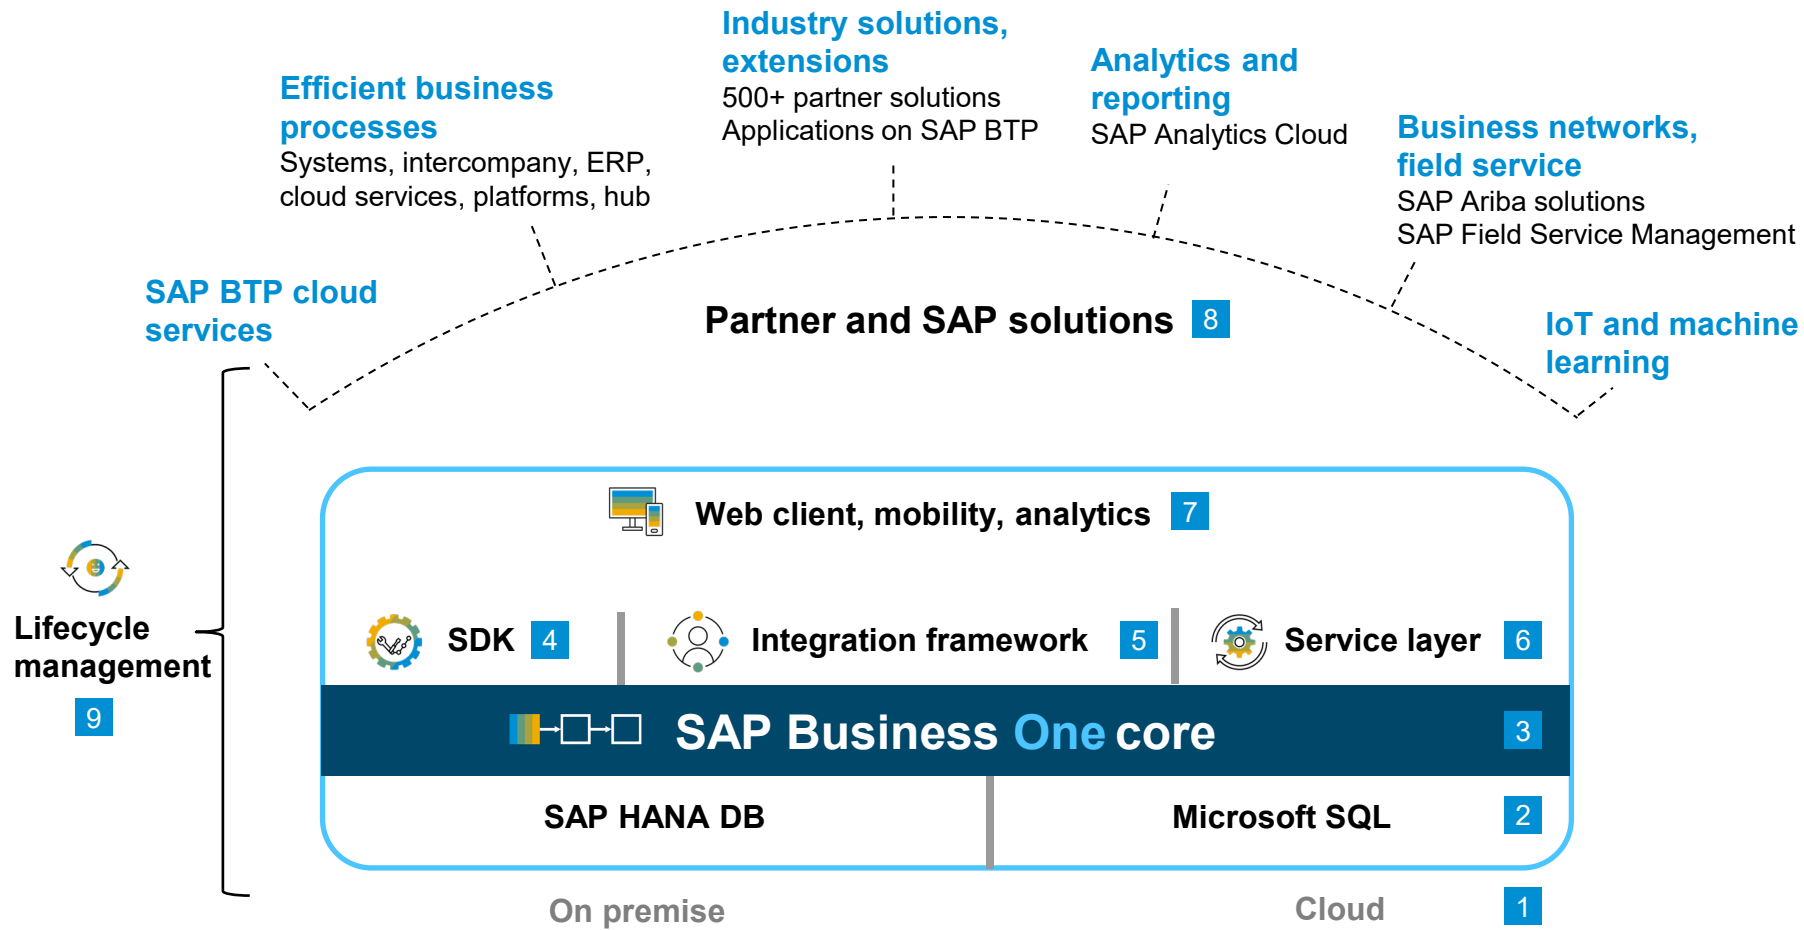 Industry solutions,
extensions
500+ partner solutions
Applications on SAP BTP
Analytics and
reporting
SAP Analytics Cloud
Efficient business
processes
Systems, intercompany, ERP,
cloud services, platforms, hub
Business networks,
field service
SAP Ariba solutions
SAP Field Service Management
SAP BTP cloud
services
Partner and SAP solutions 8
IoT and machine
learning
Web client, mobility, analytics 7
Lifecycle
management
9
SDK 4
Integration framework 5
Service layer 6
SAP Business One core 3
SAP HANA DB
Microsoft SQL 2
On premise
Cloud 1